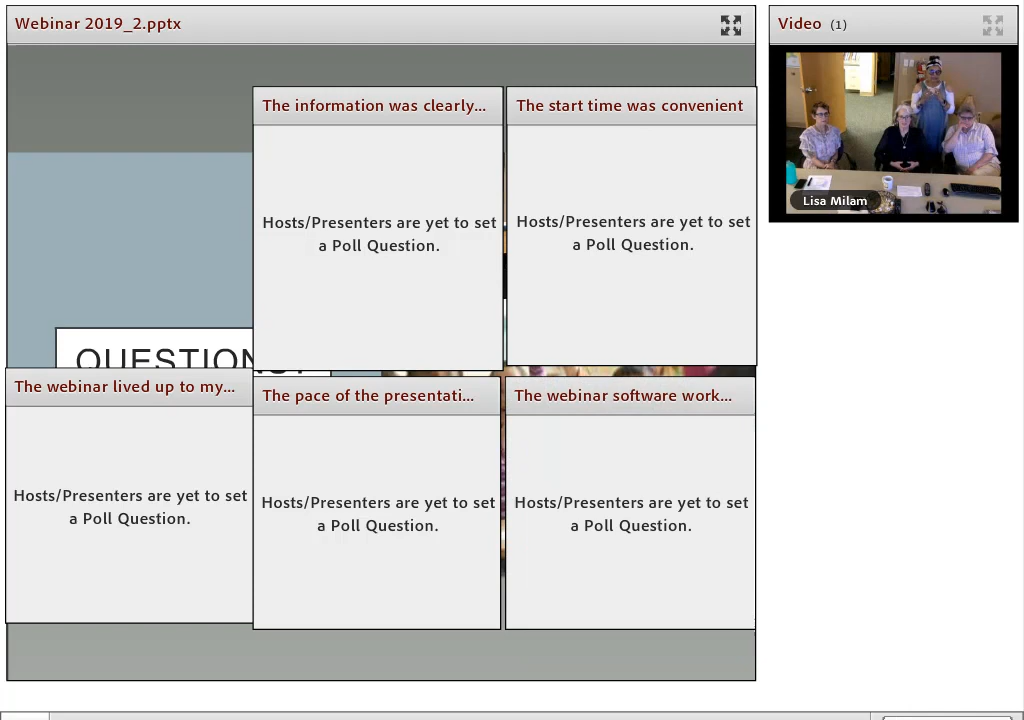 Webinar 2019_2.pptx
Video (1)
Lisa Milam
The information was clearly...
Hosts/Presenters are yet to set
a Poll Question.
The start time was convenient
Hosts/Presenters are yet to set
a Poll Question.
QUESTIONS?
The webinar lived up to my...
Hosts/Presenters are yet to set
a Poll Question.
The pace of the presentati...
Hosts/Presenters are yet to set
a Poll Question.
The webinar software work...
Hosts/Presenters are yet to set
a Poll Question.